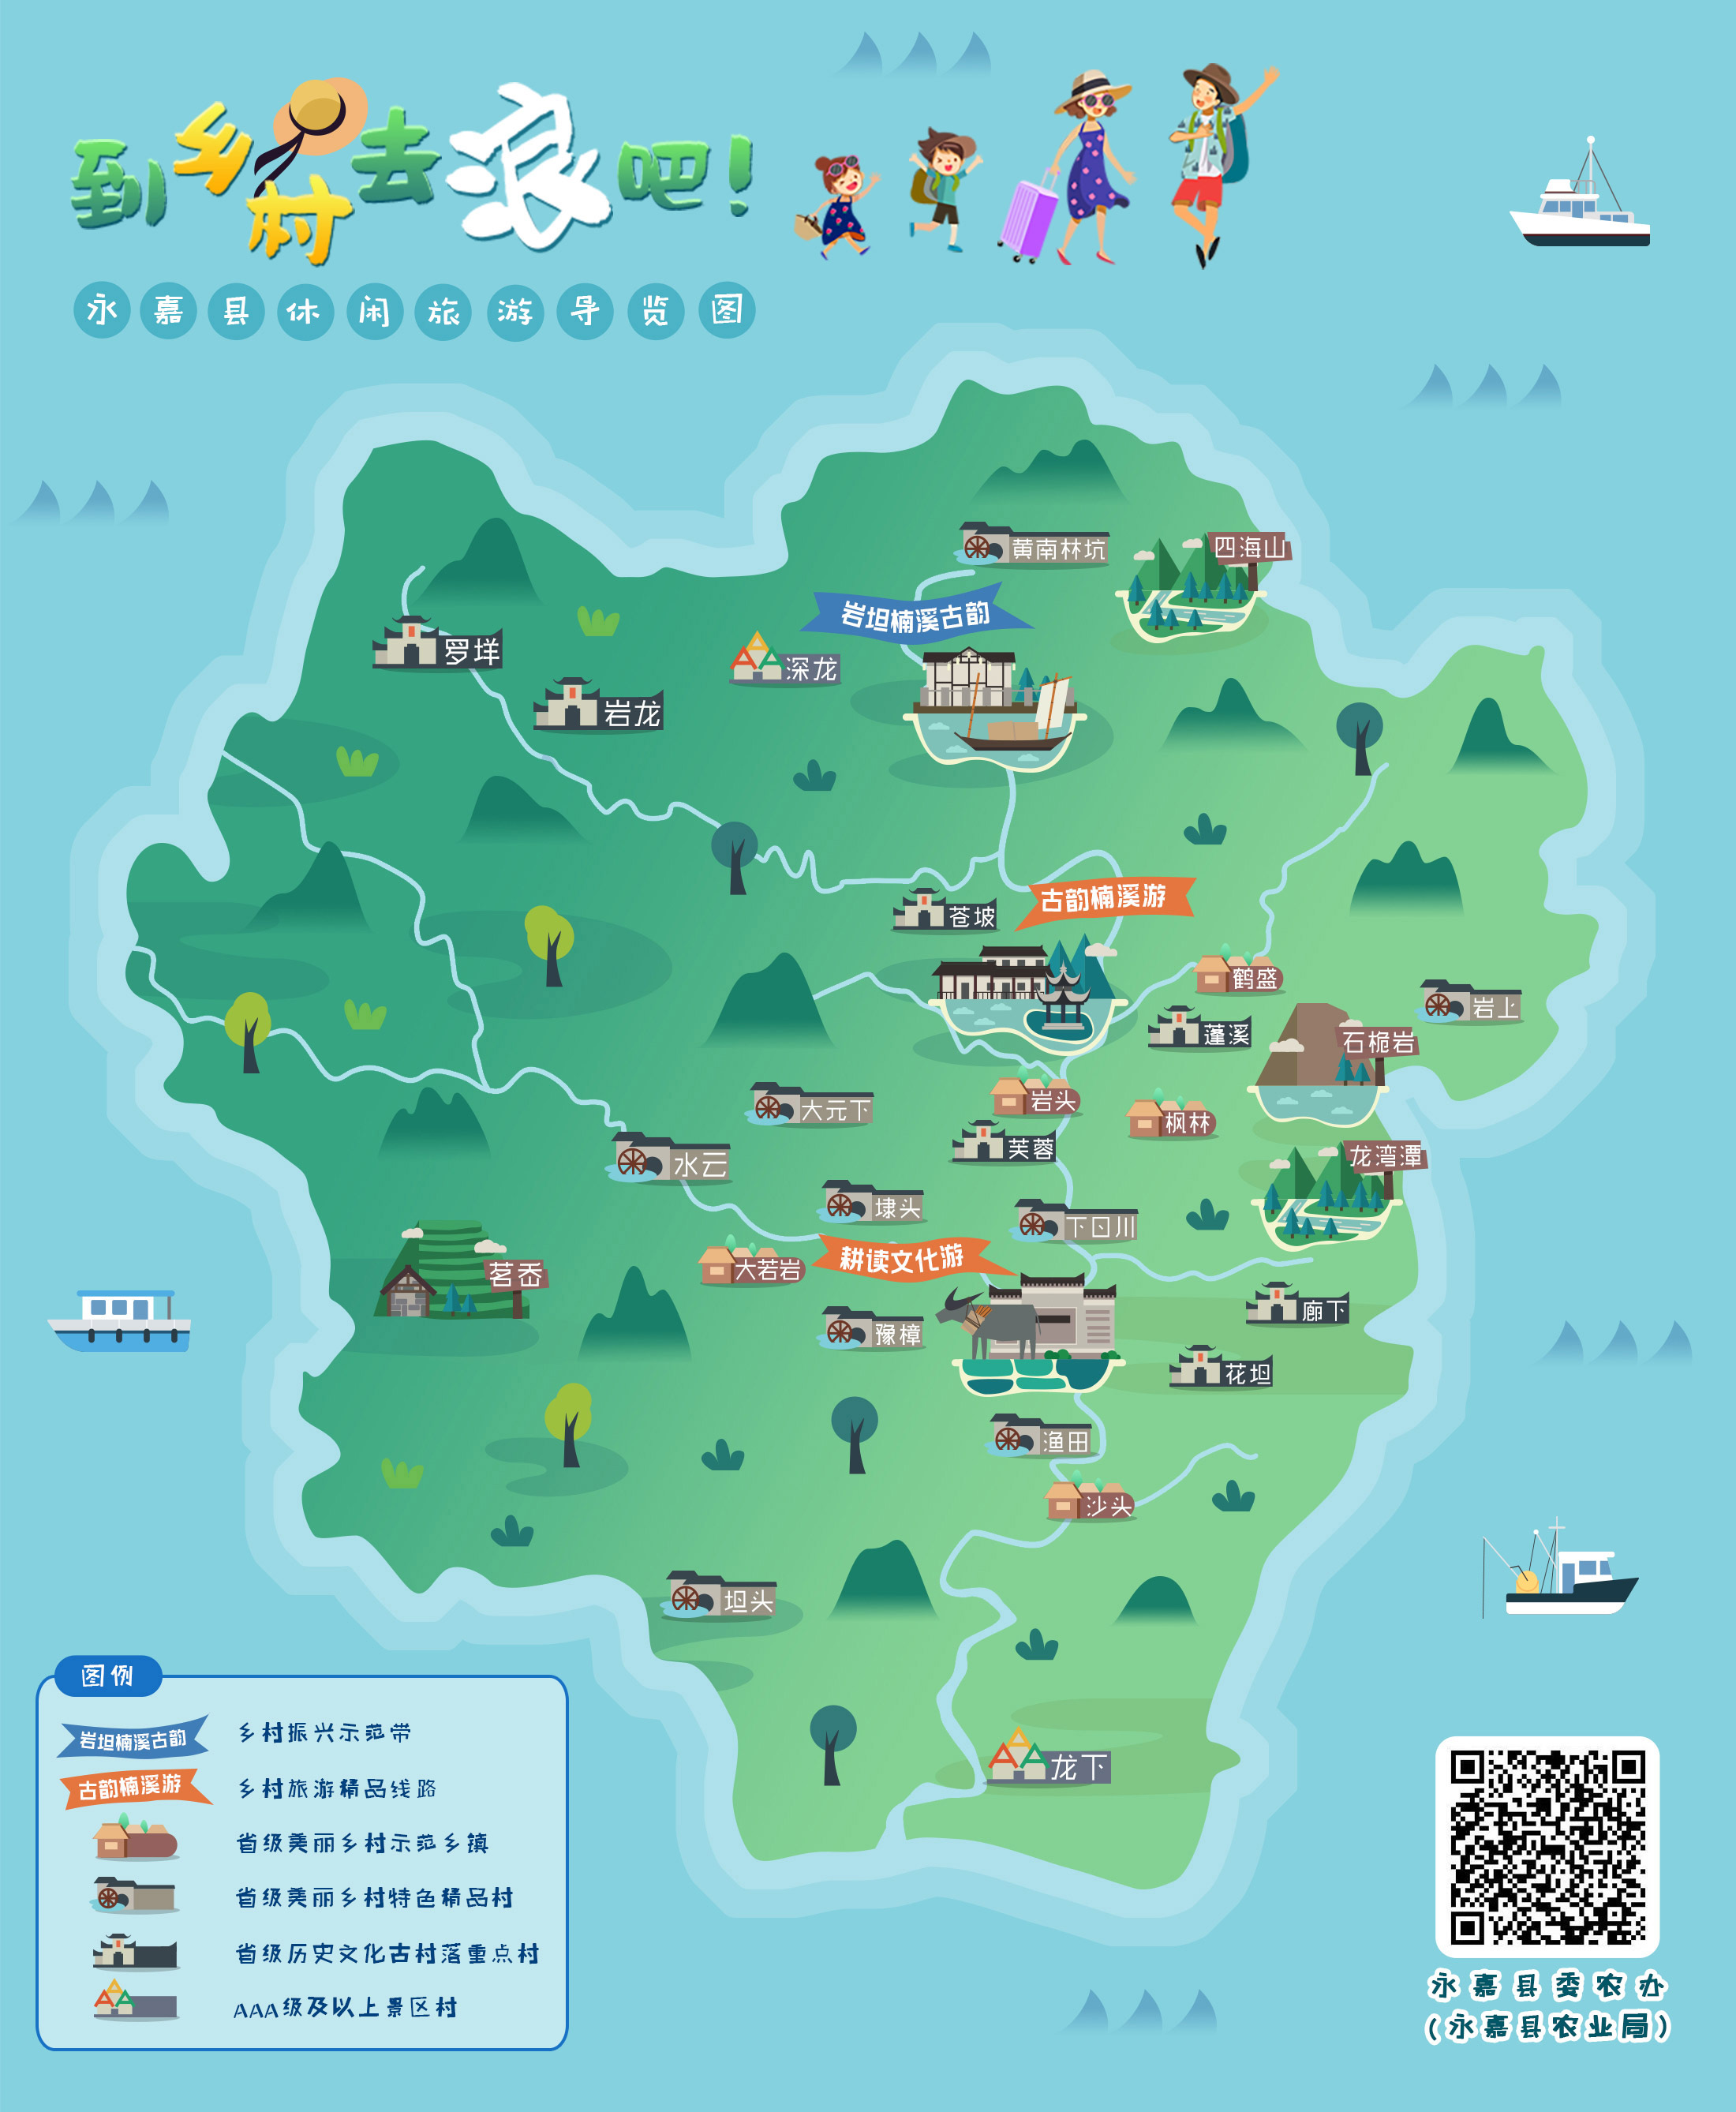 到乡村去浪吧!
永嘉县休闲旅游导览图
黄南林坑
四海山
岩坦楠溪古韵
罗垟
深龙
岩龙
古韵楠溪游
苍坡
鹤盛
岩上
蓬溪
石桅岩
大元下
岩头
枫林
芙蓉
水云
龙湾潭
埭头
下日川
耕读文化游
大若岩
茗岙
廊下
豫樟
花坦
渔田
沙头
坦头
龙下
图例
岩坦楠溪古韵 乡村振兴示范带
古韵楠溪游 乡村旅游精品线路
省级美丽乡村示范乡镇
省级美丽乡村特色精品村
省级历史文化古村落重点村
AAA级及以上景区村
永嘉县委农办
(永嘉县农业局)